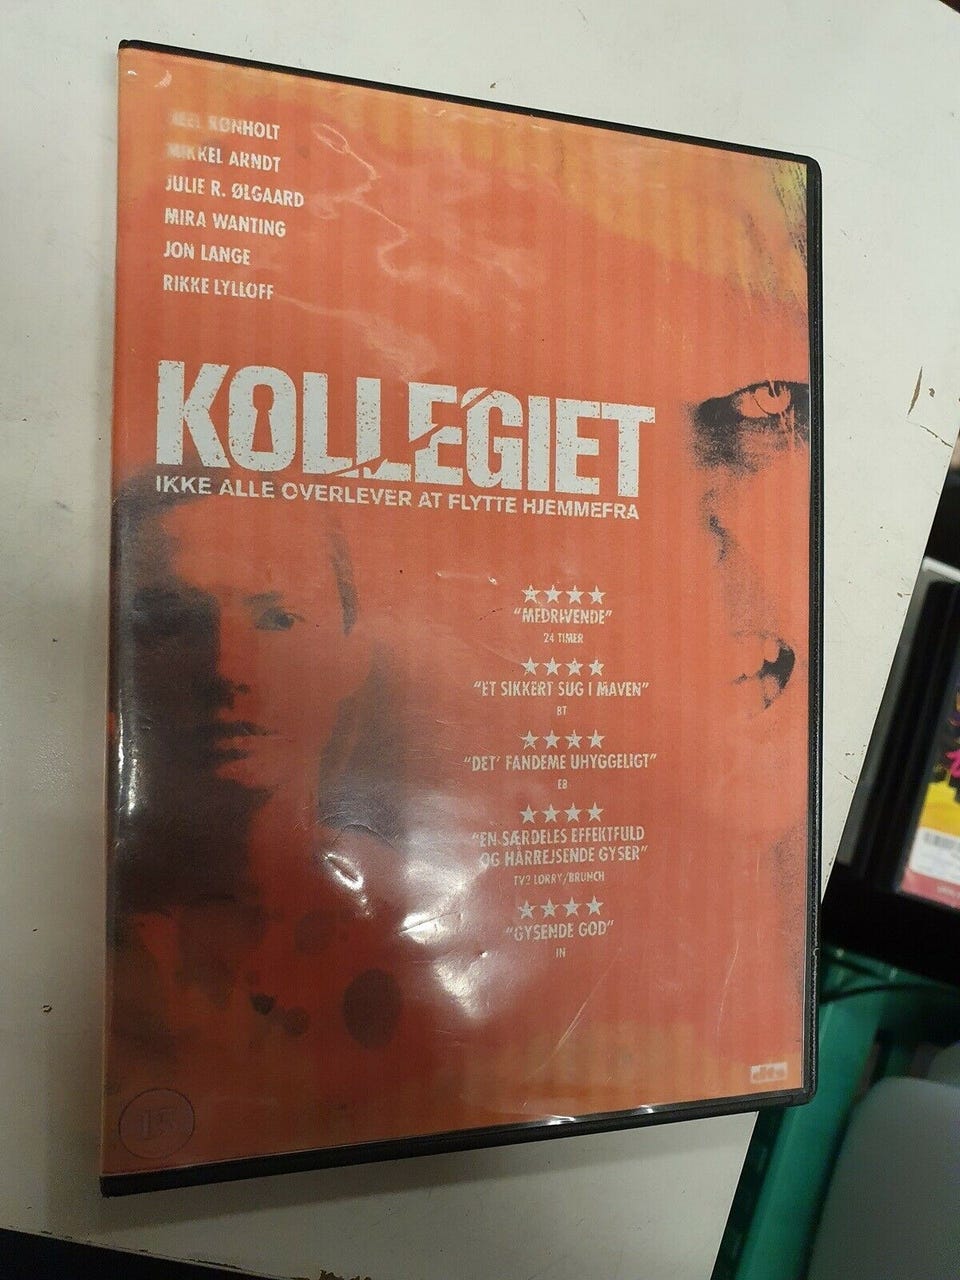 RØNHOLT
MIKKEL ARNDT
JULIE R. ØLGAARD
MIRA WANTING
JON LANGE
RIKKE LYLLOFF
KOLLEGIET
IKKE ALLE OVERLEVER AT FLYTTE HJEMMEFRA
"MEDRIVENDE"
24 TIMER
"ET SIKKERT SUG I MAVEN"
BT
"DET' FANDEME UHYGGELIGT"
EB
"EN SÆRDELES EFFEKTFULD
OG HÅRREJSENDE GYSER"
TV2 LORRY/BRUNCH
"GYSENDE GOD"
IN
dts
15